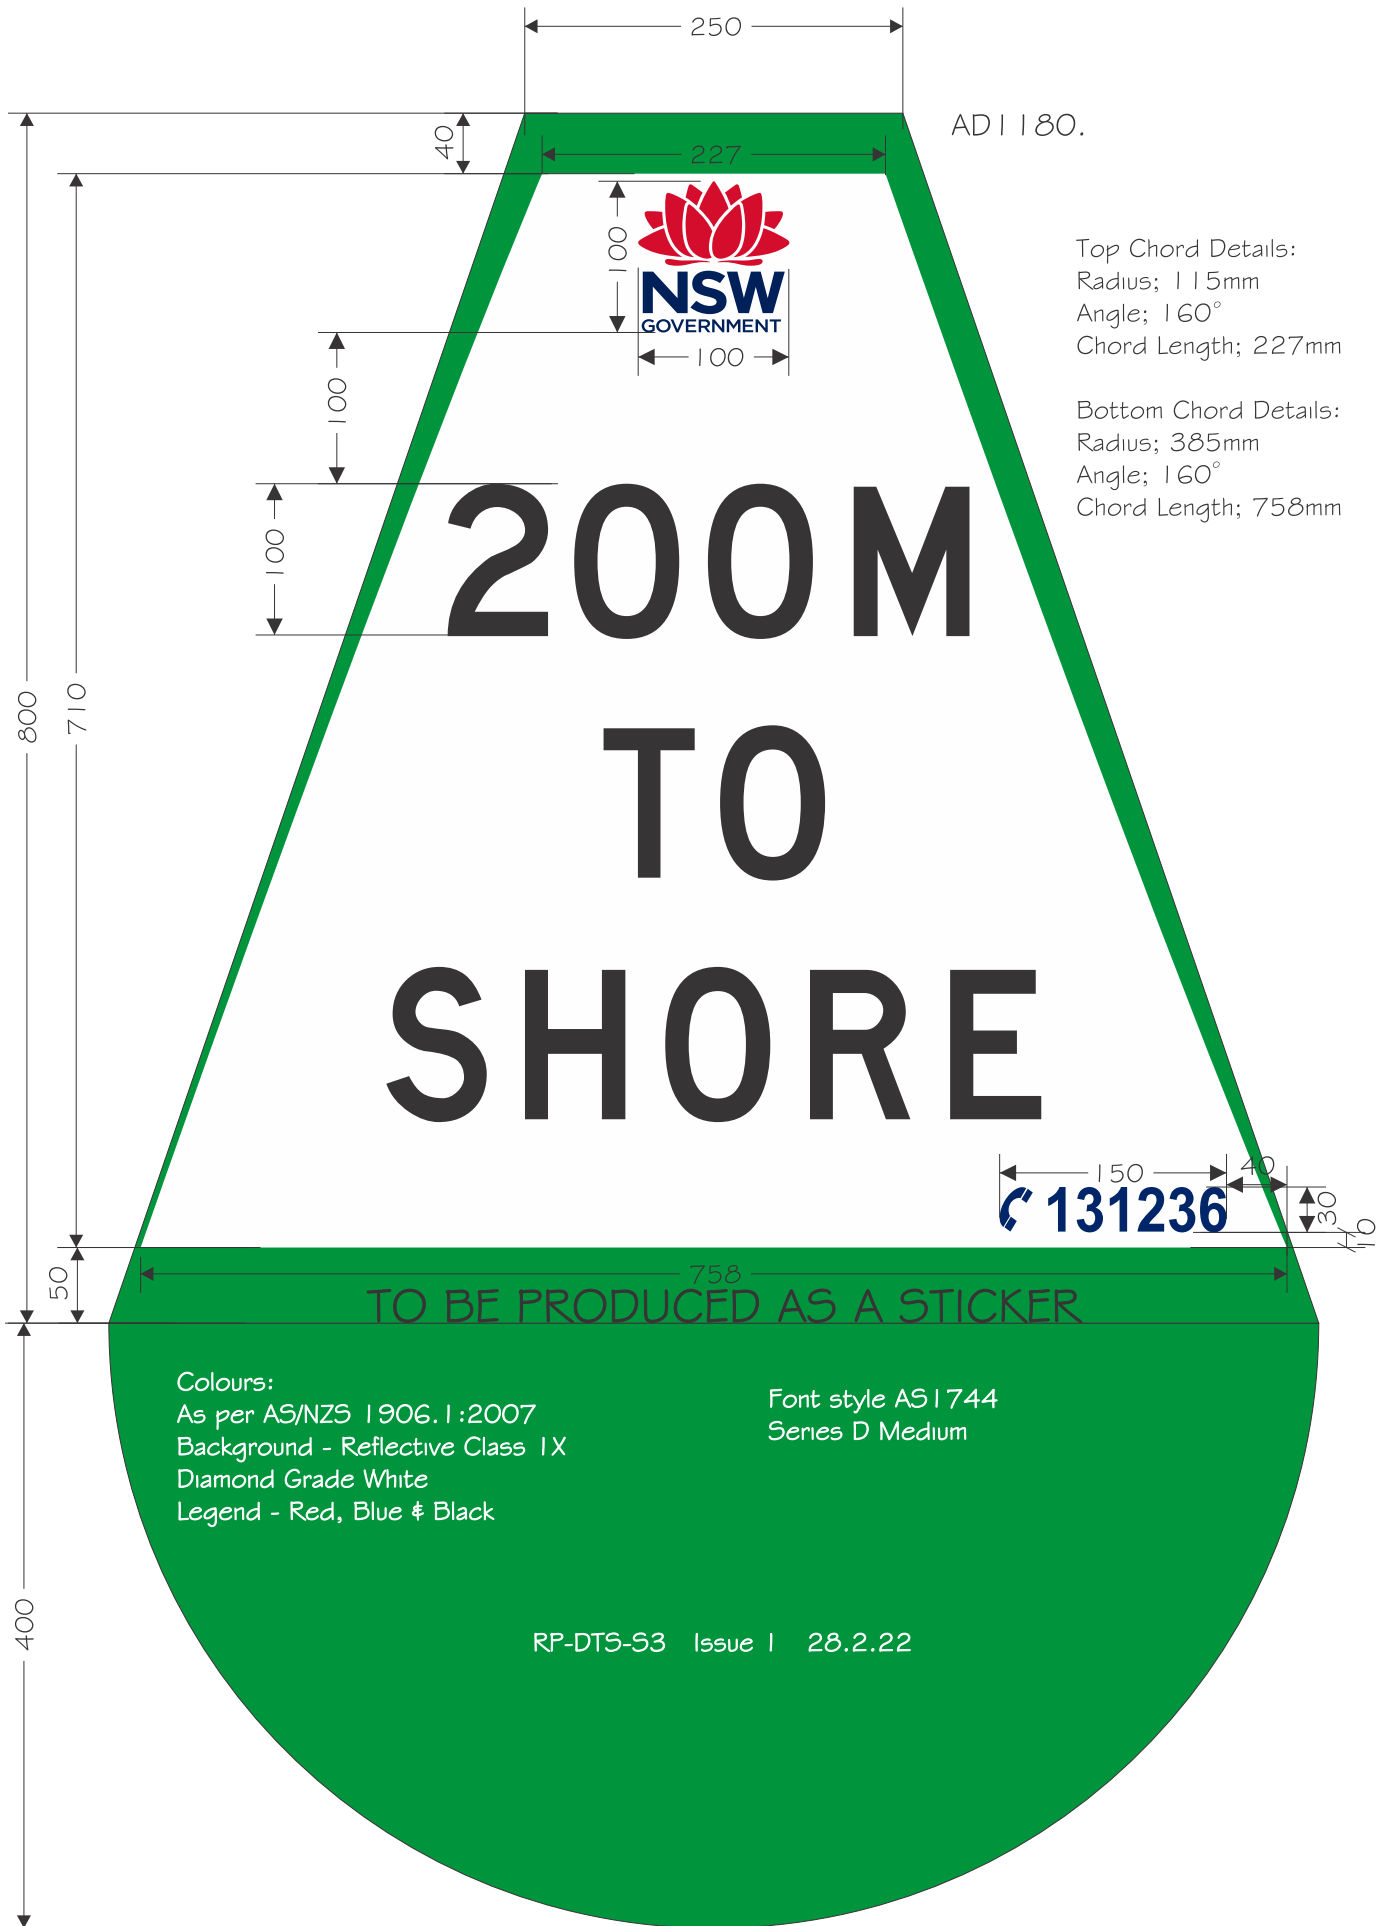 250
AD1180.
40
227
Top Chord Details:
Radius; 115mm
Angle; 160°
Chord Length; 227mm
100
NSW
GOVERNMENT
100
100
Bottom Chord Details:
Radius; 385mm
Angle; 160°
Chord Length; 758mm
100
200M
800
710
TO
SHORE
150
40
131236
30
10
50
758
TO BE PRODUCED AS A STICKER
Colours:
As per AS/NZS 1906.1:2007
Background - Reflective Class 1X
Diamond Grade White
Legend - Red, Blue & Black
Font style AS1744
Series D Medium
400
RP-DTS-S3 Issue 1 28.2.22